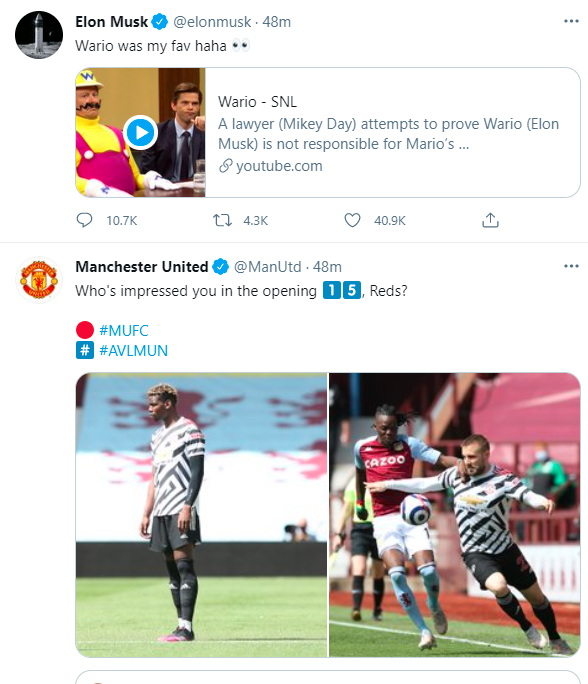 Elon Musk @elonmusk · 48m
Wario was my fav haha 👀
Wario - SNL
A lawyer (Mikey Day) attempts to prove Wario (Elon
Musk) is not responsible for Mario's ...
youtube.com
10.7K 4.3K 40.9K
Manchester United @ManUtd · 48m
Who's impressed you in the opening 1️⃣5️⃣, Reds?
🔴 #MUFC
#️⃣ #AVLMUN
CAZOO